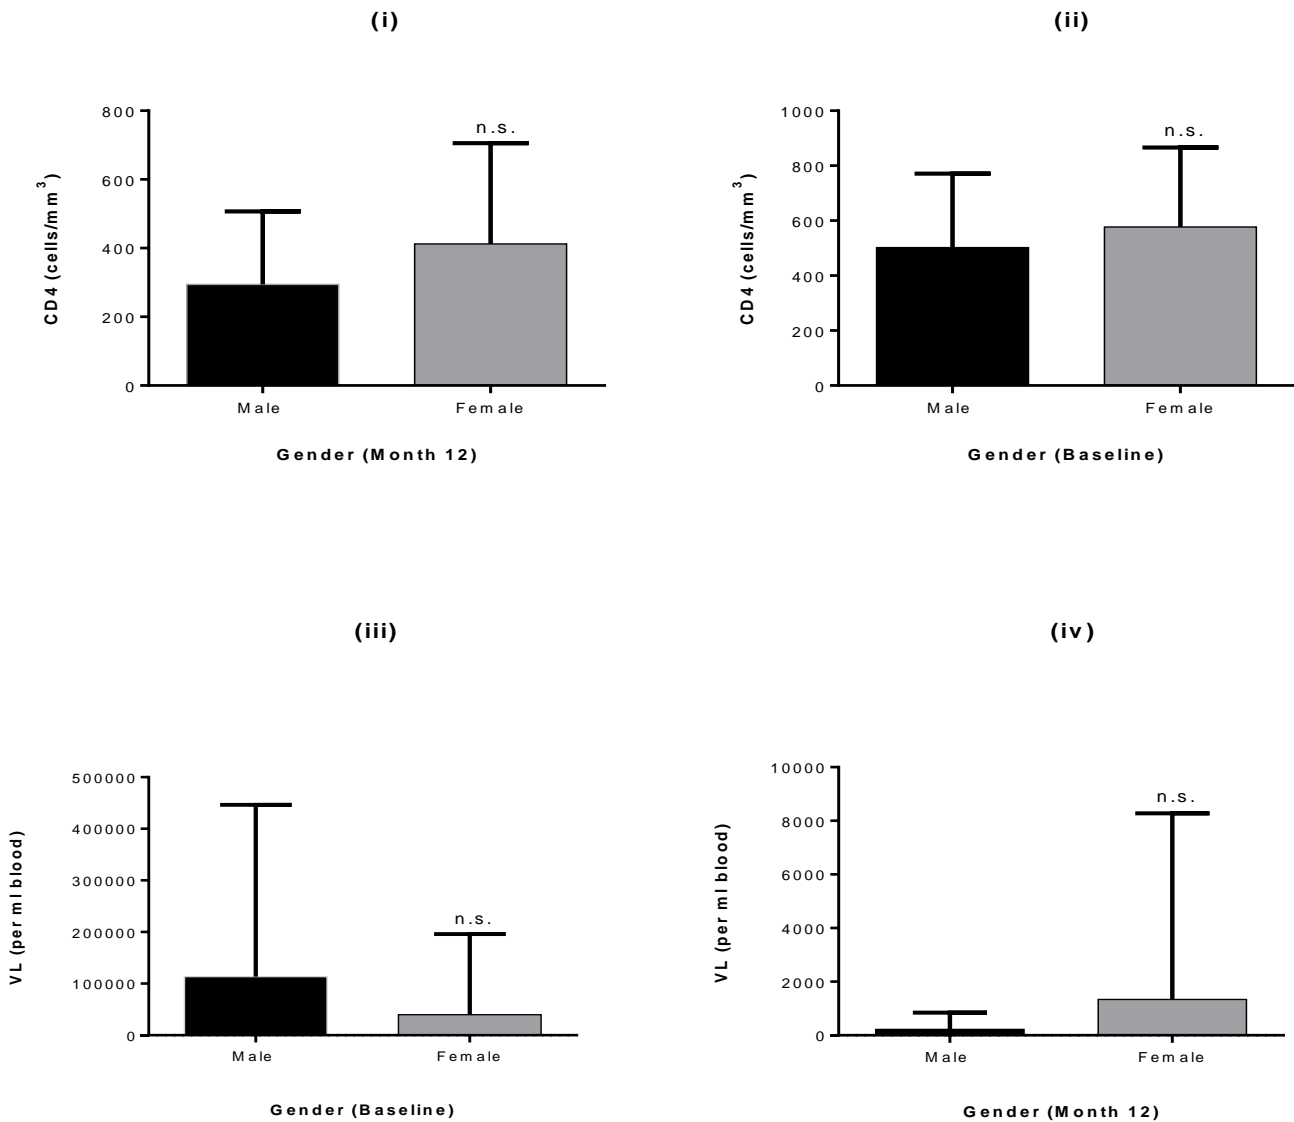 (i)
800
600
400
200
0
CD4 (cells/mm³)
n.s.
Male
Female
Gender (Month 12)
(ii)
1000
800
600
400
200
0
CD4 (cells/mm³)
n.s.
Male
Female
Gender (Baseline)
(iii)
500000
400000
300000
200000
100000
0
VL (per ml blood)
n.s.
Male
Female
Gender (Baseline)
(iv)
10000
8000
6000
4000
2000
0
VL (per ml blood)
n.s.
Male
Female
Gender (Month 12)